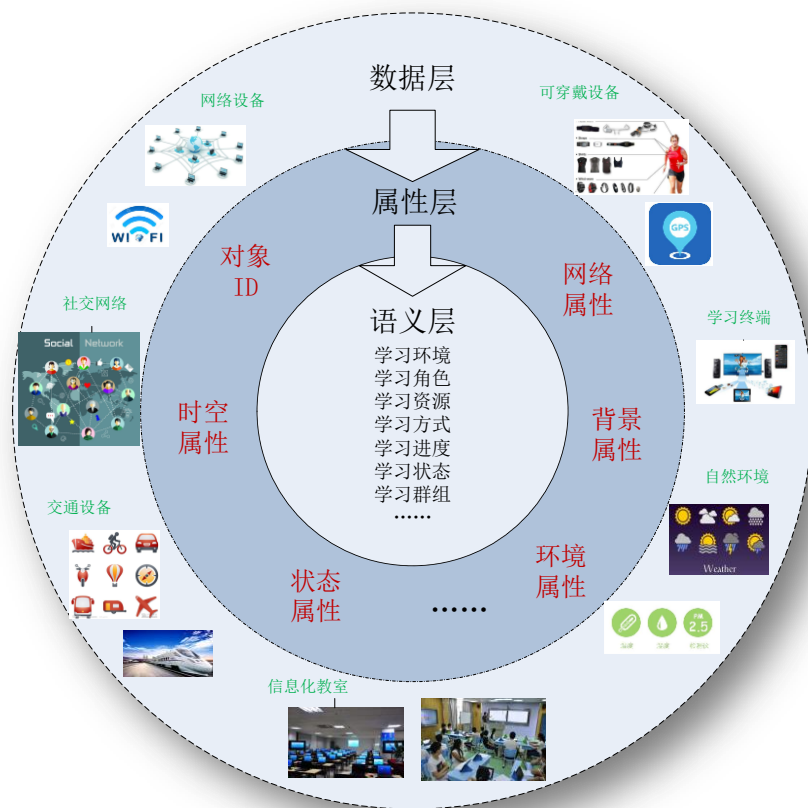 数据层
网络设备
可穿戴设备
WI FI
GPS
属性层
对象
ID
网络
属性
语义层
学习环境
学习角色
学习资源
学习方式
学习进度
学习状态
学习群组
……
社交网络
Social Network
学习终端
时空
属性
背景
属性
自然环境
Weather
交通设备
状态
属性
……
环境
属性
2.5
信息化教室